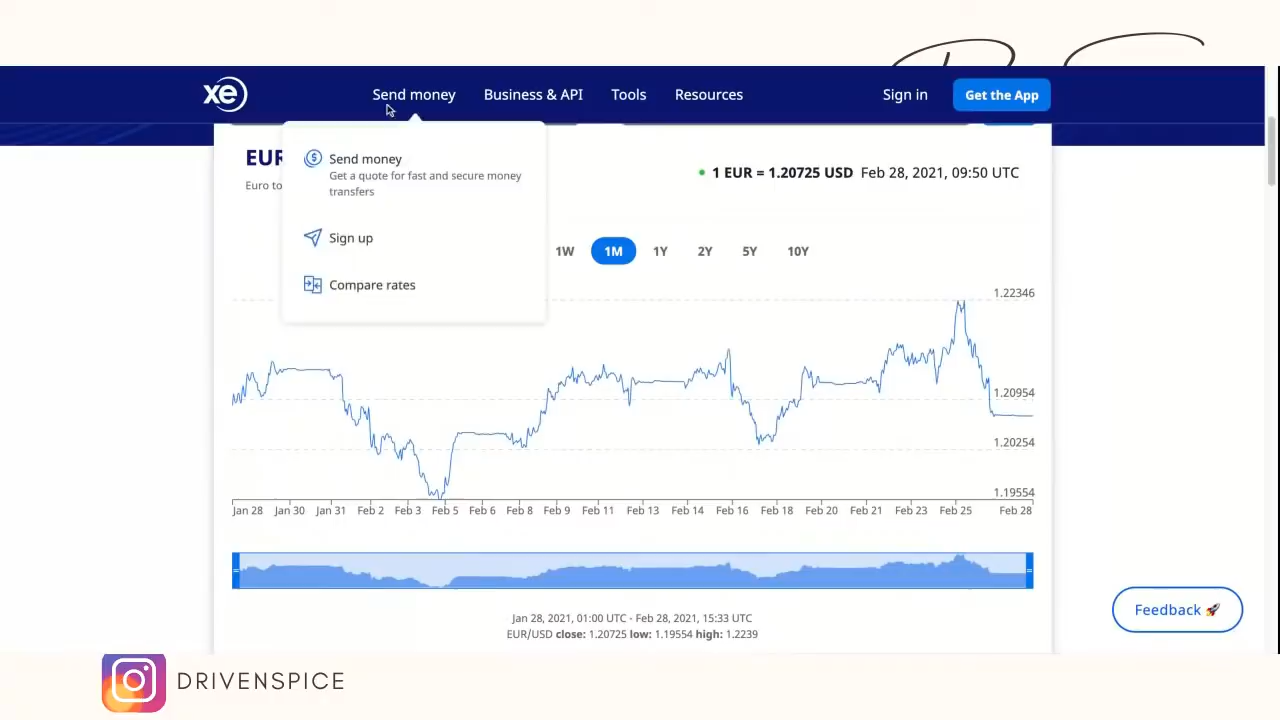 xe
Send money
Business & API
Tools
Resources
Sign in
Get the App
EUR
Euro to
Send money
Get a quote for fast and secure money
transfers
Sign up
Compare rates
1 EUR = 1.20725 USD Feb 28, 2021, 09:50 UTC
1W
1M
1Y
2Y
5Y
10Y
1.22346
1.20954
1.20254
1.19554
Jan 28
Jan 30
Jan 31
Feb 2
Feb 3
Feb 5
Feb 6
Feb 8
Feb 9
Feb 11
Feb 13
Feb 14
Feb 16
Feb 18
Feb 20
Feb 21
Feb 23
Feb 25
Feb 28
Jan 28, 2021, 01:00 UTC - Feb 28, 2021, 15:33 UTC
EUR/USD close: 1.20725 low: 1.19554 high: 1.2239
Feedback 🚀
DRIVENSPICE